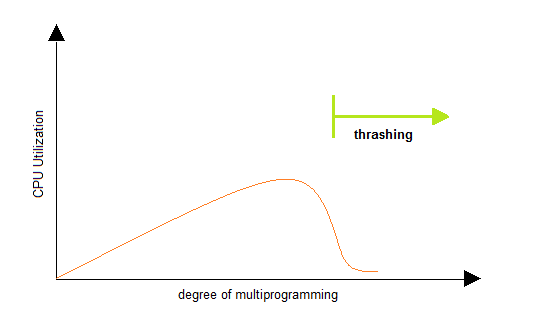 thrashing
CPU Utilization
degree of multiprogramming